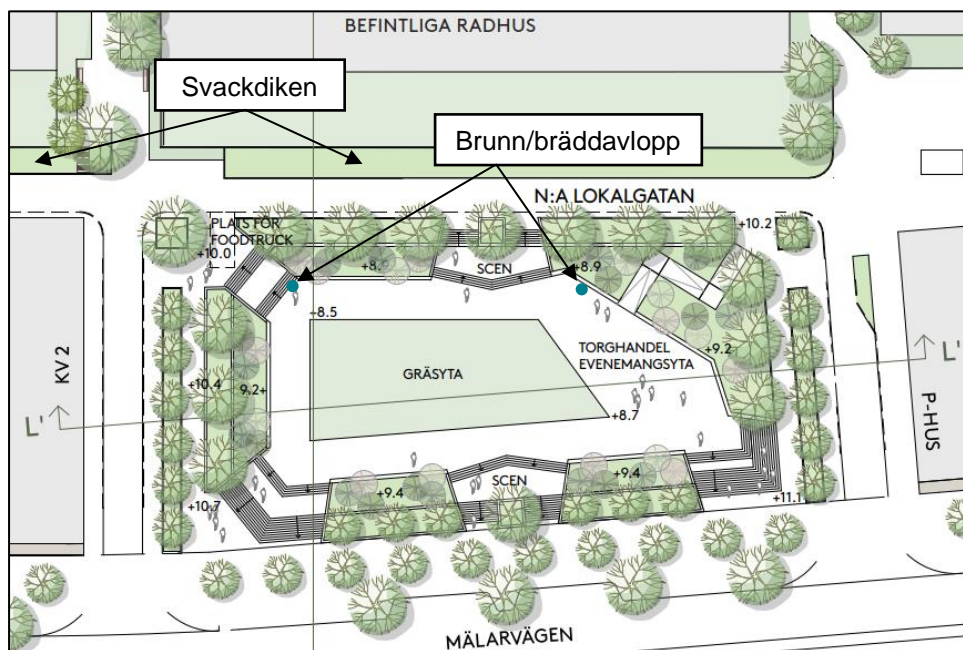 BEFINTLIGA RADHUS
Svackdiken
Brunn/bräddavlopp
N:A LOKALGATAN
PLATS FÖR
FOODTRUCK
+10.0
+10.2
SCEN
+8.9
+8.5
TORGHANDEL
EVENEMANGSYTA
+9.2
GRÄSYTA
KV 2
+10.4
9.2+
L'
L'
P-HUS
+8.7
SCEN
+9.4
+9.4
+10.7
+11.1
MÄLARVÄGEN